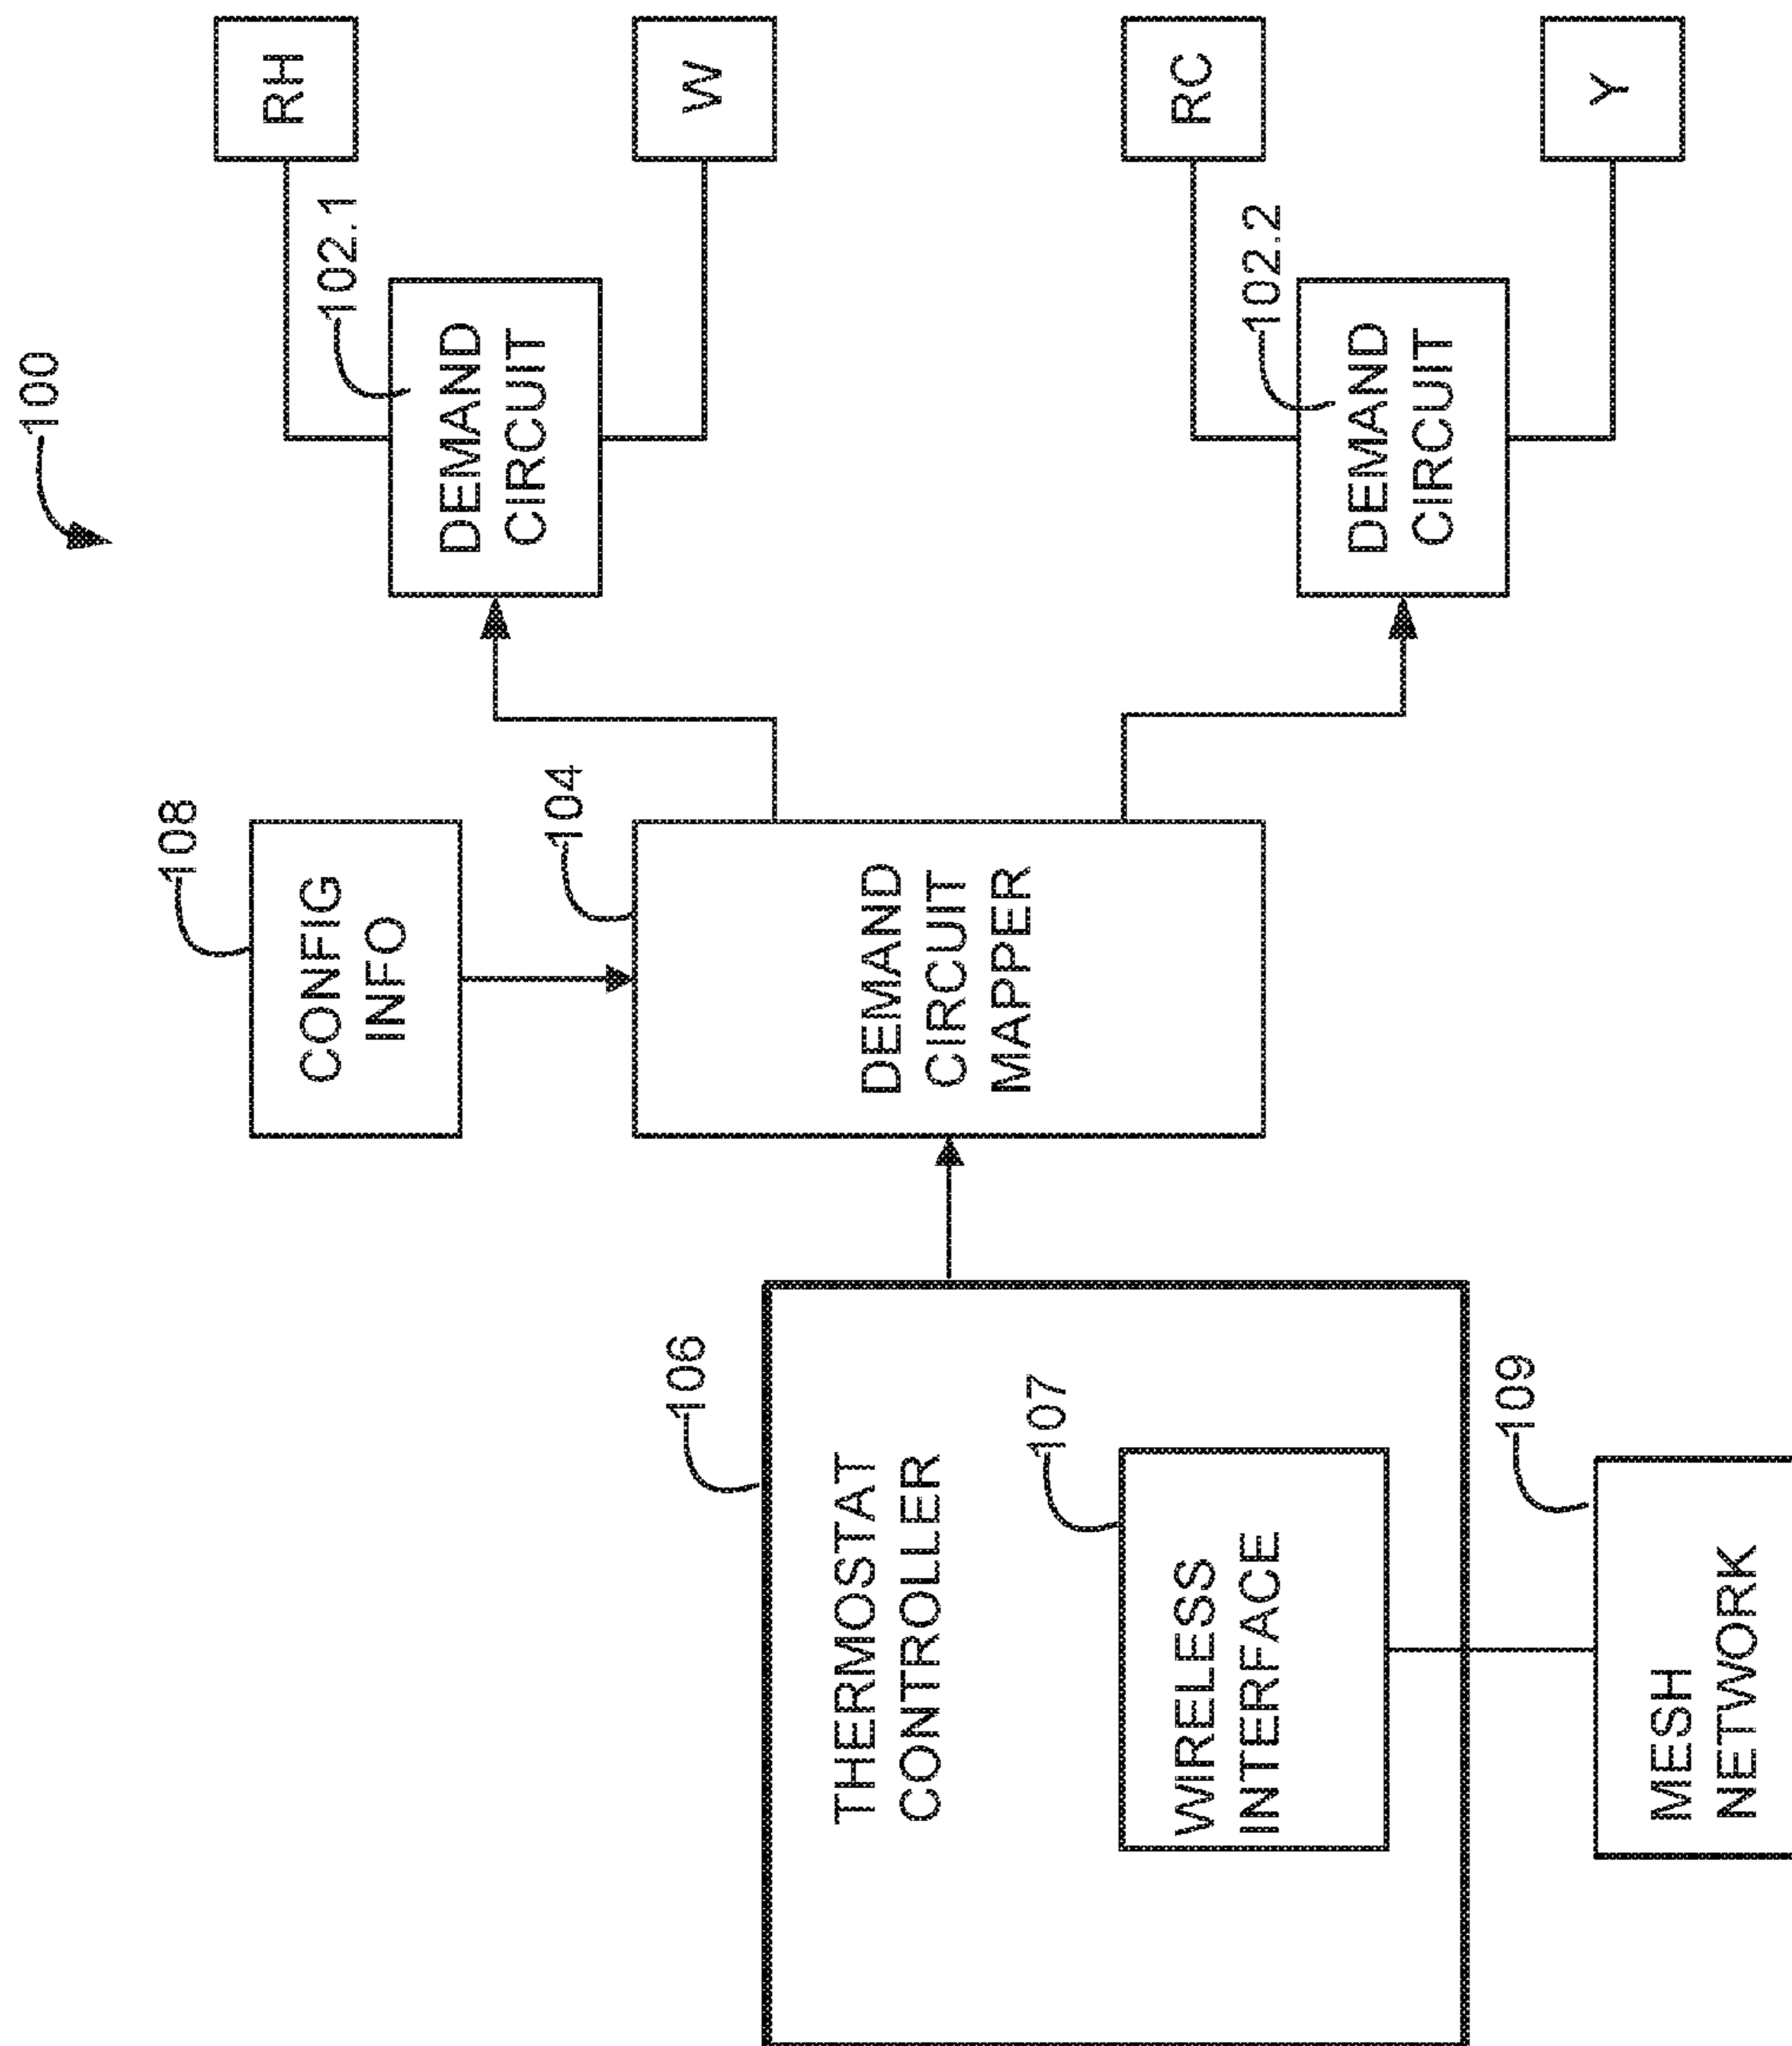 100
RH
102.1
DEMAND
CIRCUIT
W
RC
102.2
DEMAND
CIRCUIT
Y
108
CONFIG
INFO
104
DEMAND
CIRCUIT
MAPPER
106
THERMOSTAT
CONTROLLER
107
WIRELESS
INTERFACE
109
MESH
NETWORK